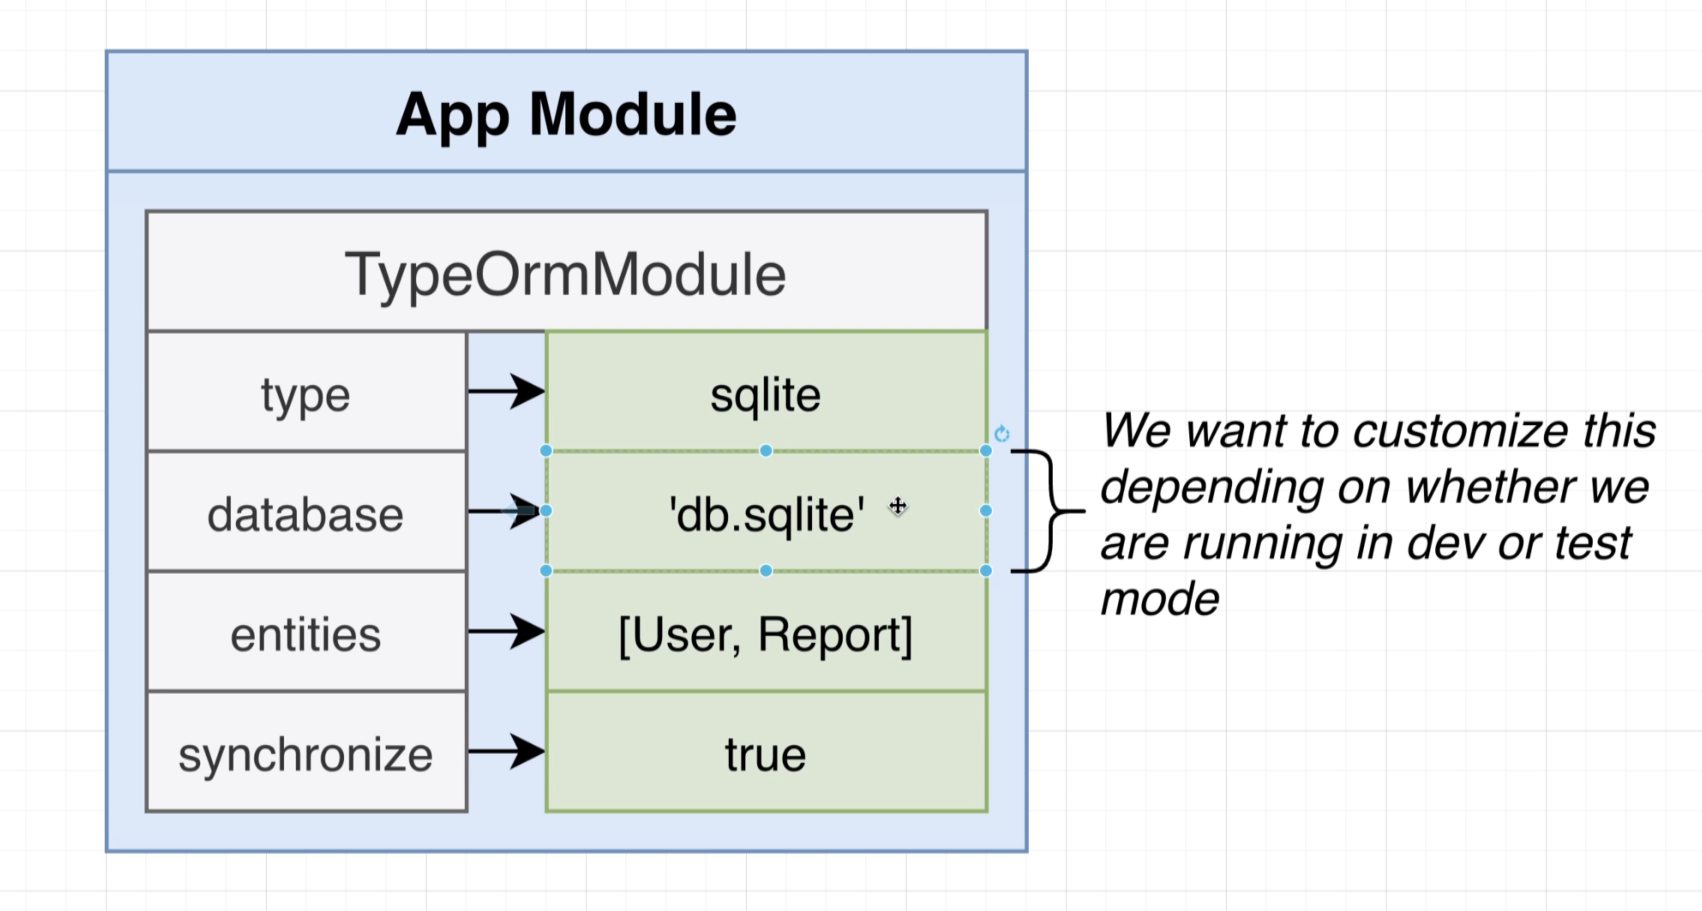 App Module
TypeOrmModule
type
sqlite
database
'db.sqlite'
entities
[User, Report]
synchronize
true
We want to customize this
depending on whether we
are running in dev or test
mode